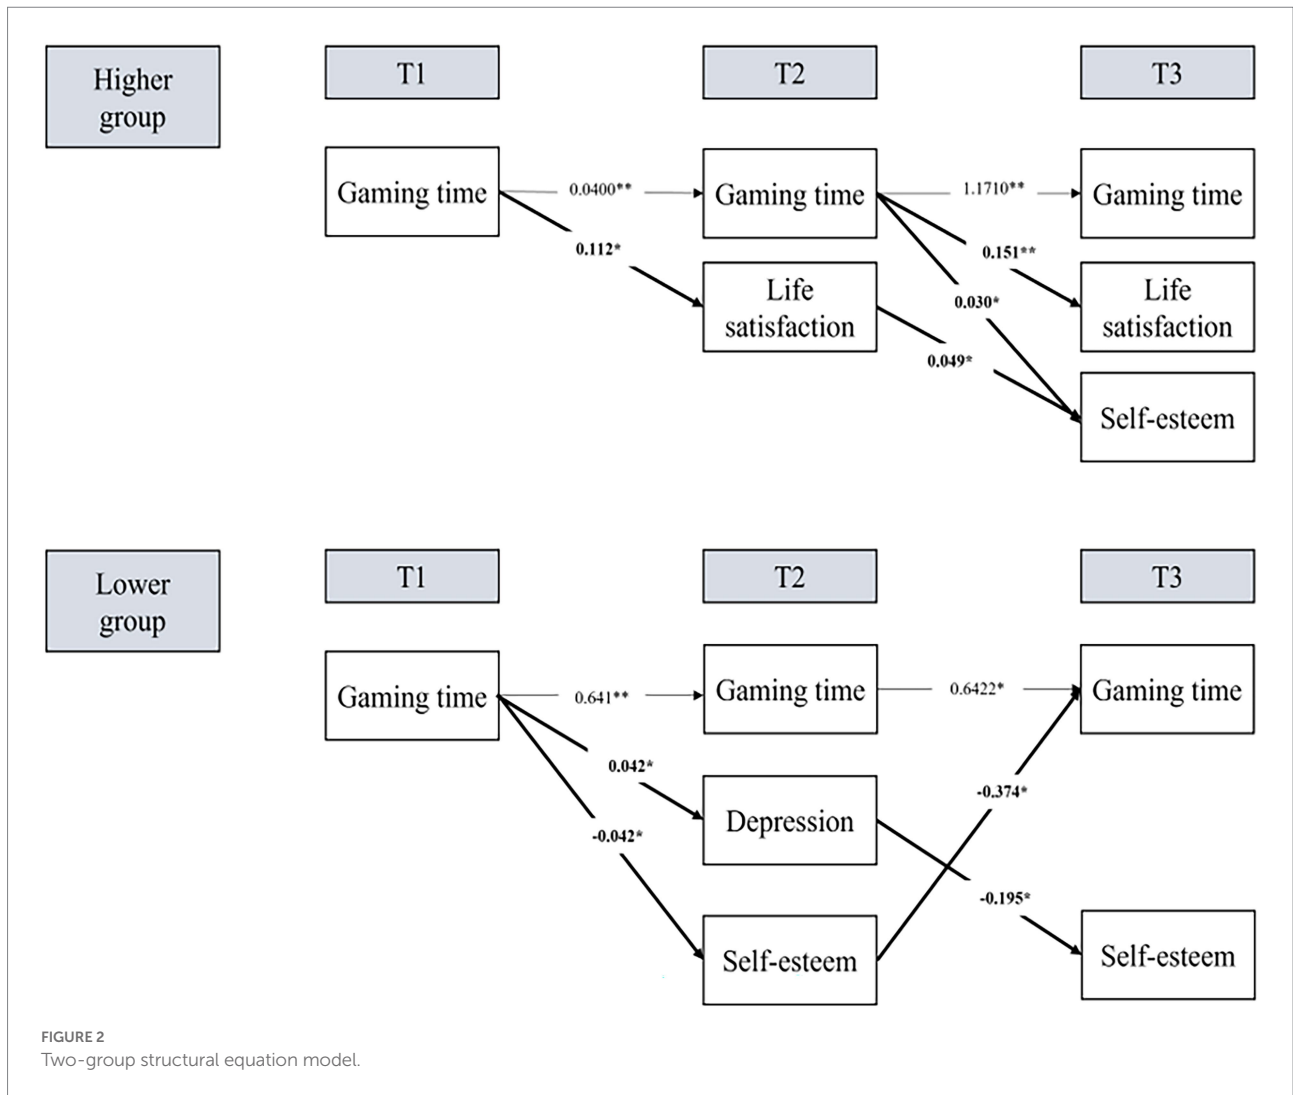 Higher
group
T1
T2
T3
Gaming time
0.0400**
Gaming time
1.1710**
Gaming time
0.112*
0.151**
Life
satisfaction
0.030*
Life
satisfaction
0.049*
Self-esteem
Lower
group
T1
T2
T3
Gaming time
0.641**
Gaming time
0.6422*
Gaming time
0.042*
-0.374*
Depression
-0.042*
-0.195*
Self-esteem
Self-esteem
FIGURE 2
Two-group structural equation model.